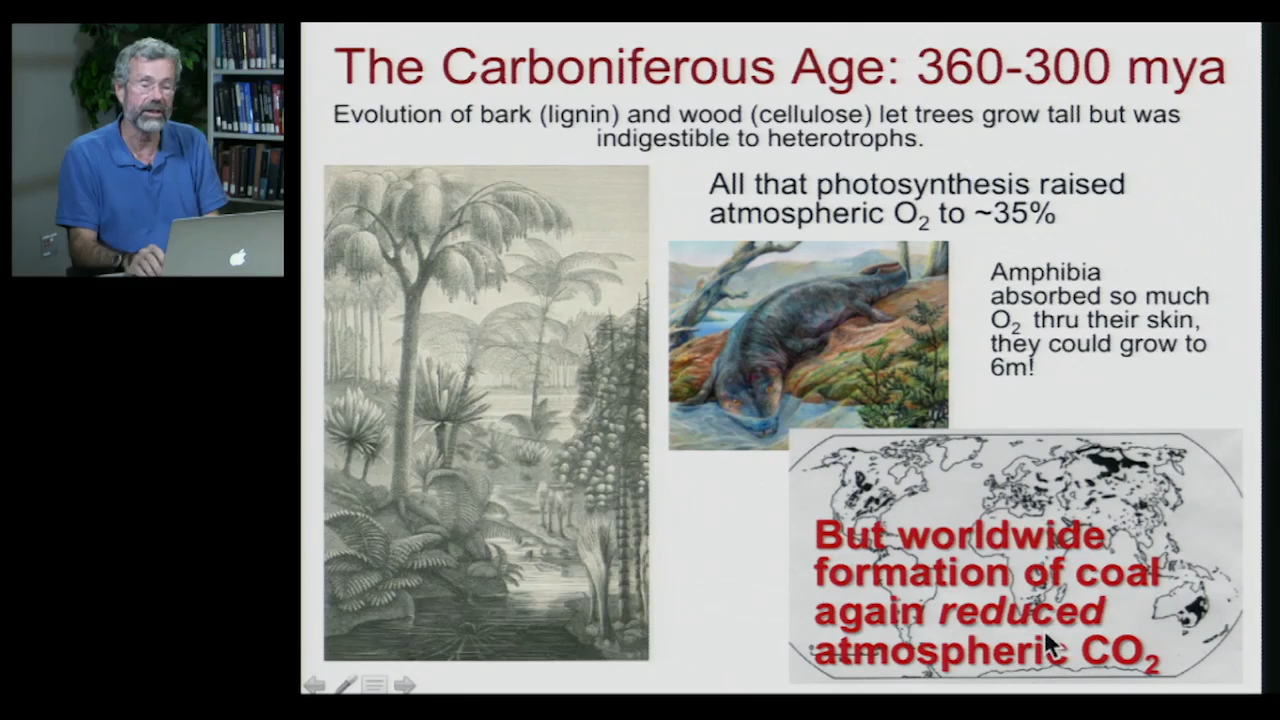 The Carboniferous Age: 360-300 mya
Evolution of bark (lignin) and wood (cellulose) let trees grow tall but was
indigestible to heterotrophs.
All that photosynthesis raised
atmospheric O₂ to ~35%
Amphibia
absorbed so much
O₂ thru their skin,
they could grow to
6m!
But worldwide
formation of coal
again reduced
atmospheric CO₂